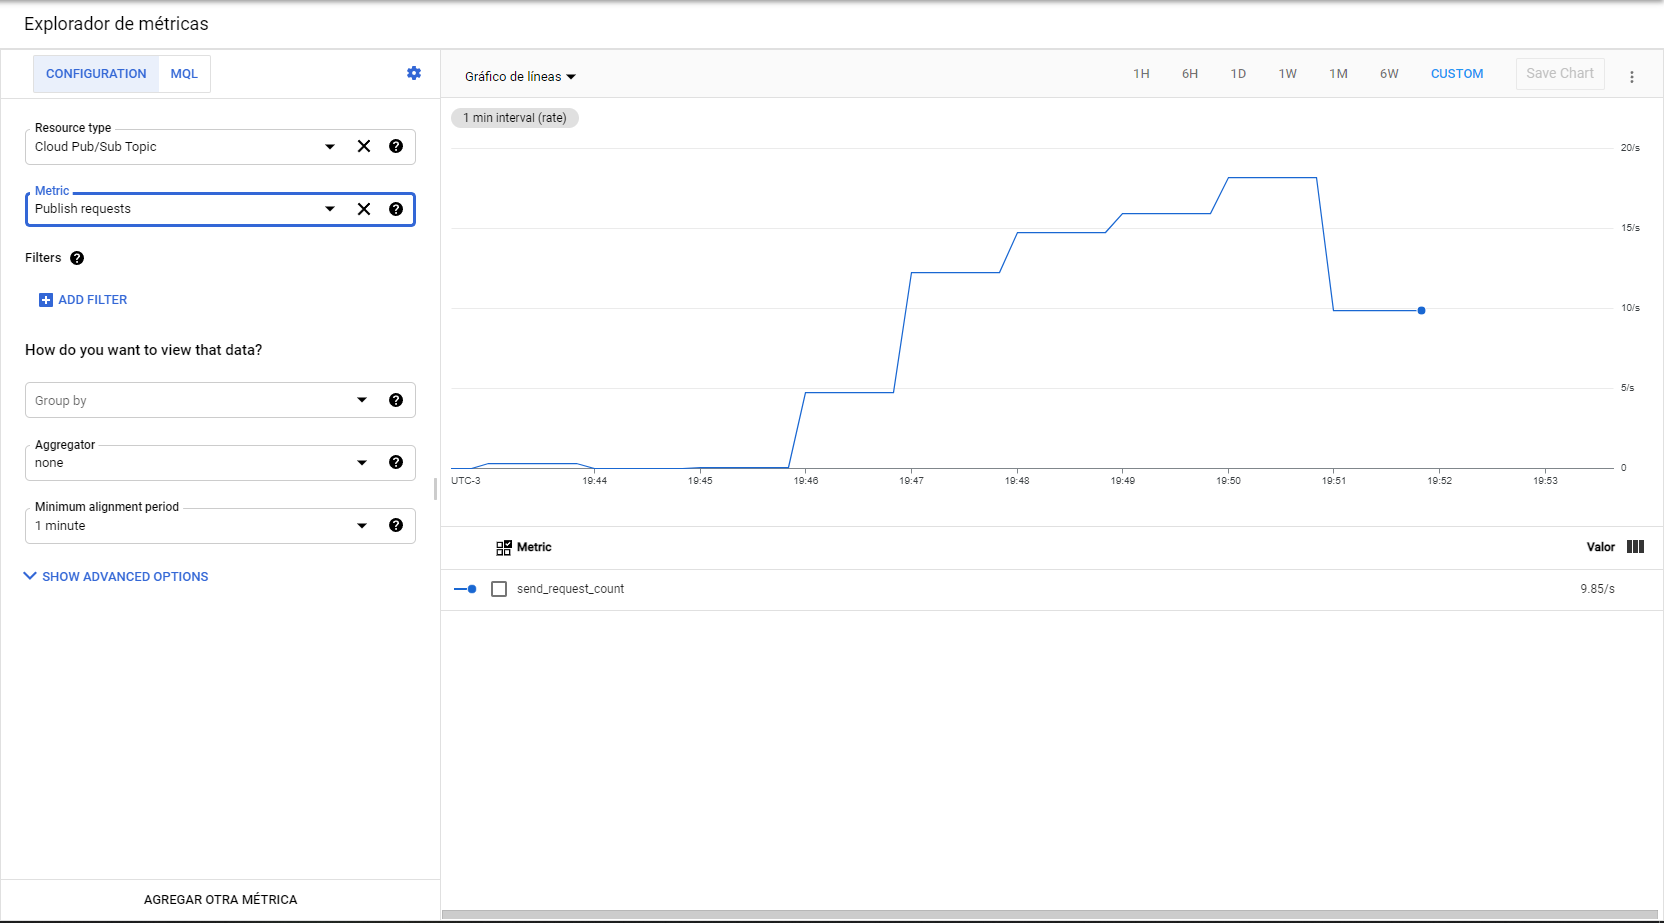 Explorador de métricas
CONFIGURATION MQL
Resource type
Cloud Pub/Sub Topic
Metric
Publish requests
Filters
ADD FILTER
How do you want to view that data?
Group by
Aggregator
none
Minimum alignment period
1 minute
SHOW ADVANCED OPTIONS
AGREGAR OTRA MÉTRICA
Gráfico de líneas
1H 6H 1D 1W 1M 6W CUSTOM Save Chart
1 min interval (rate)
20/s
15/s
10/s
5/s
0
UTC-3 19:44 19:45 19:46 19:47 19:48 19:49 19:50 19:51 19:52 19:53
Metric Valor
send_request_count 9.85/s